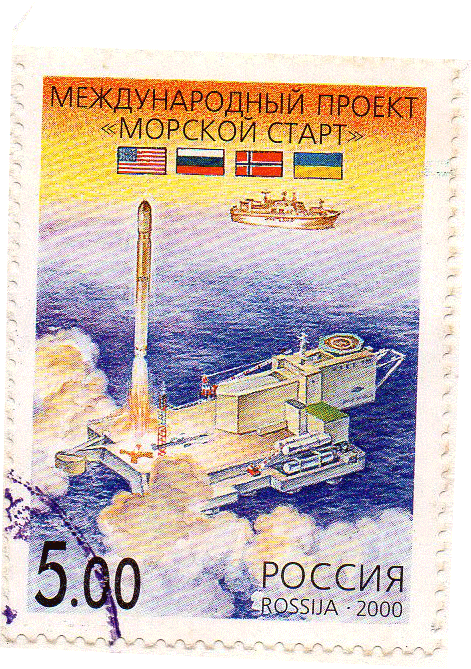 МЕЖДУНАРОДНЫЙ ПРОЕКТ
«МОРСКОЙ СТАРТ»
5.00
РОССИЯ
ROSSIJA · 2000